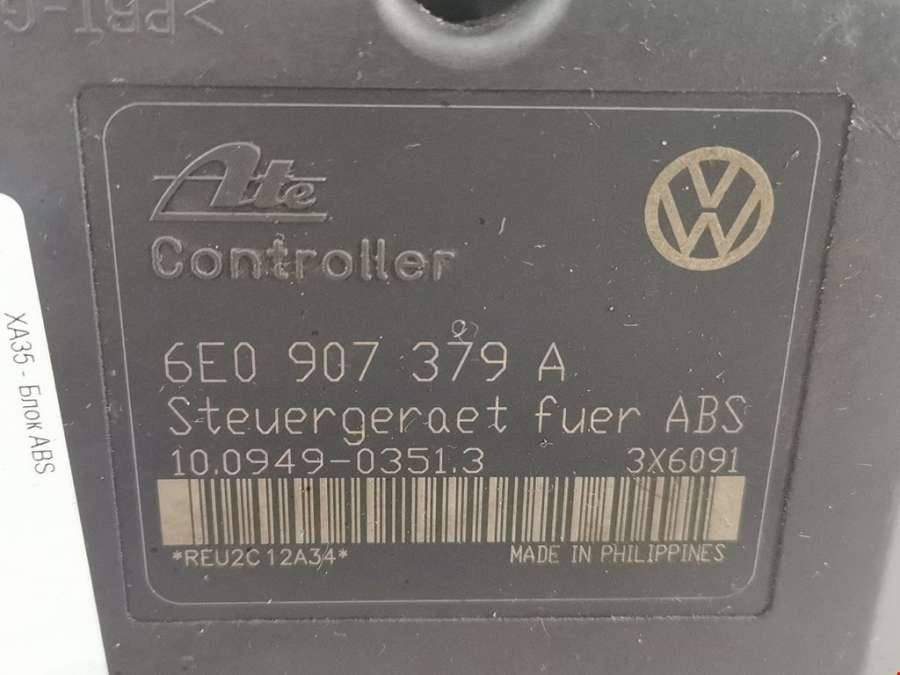 >PBT-G
Ate
Controller
6E0 907 379 A
Steuergeraet fuer ABS
10.0949-0351.3 3X6091
*REU2C12A34*
MADE IN PHILIPPINES
XA35 - Блок ABS